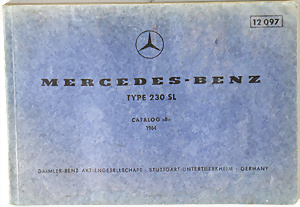 12 097
MERCEDES-BENZ
TYPE 230 SL
CATALOG »B«
1964
DAIMLER-BENZ AKTIENGESELLSCHAFT · STUTTGART-UNTERTÜRKHEIM · GERMANY